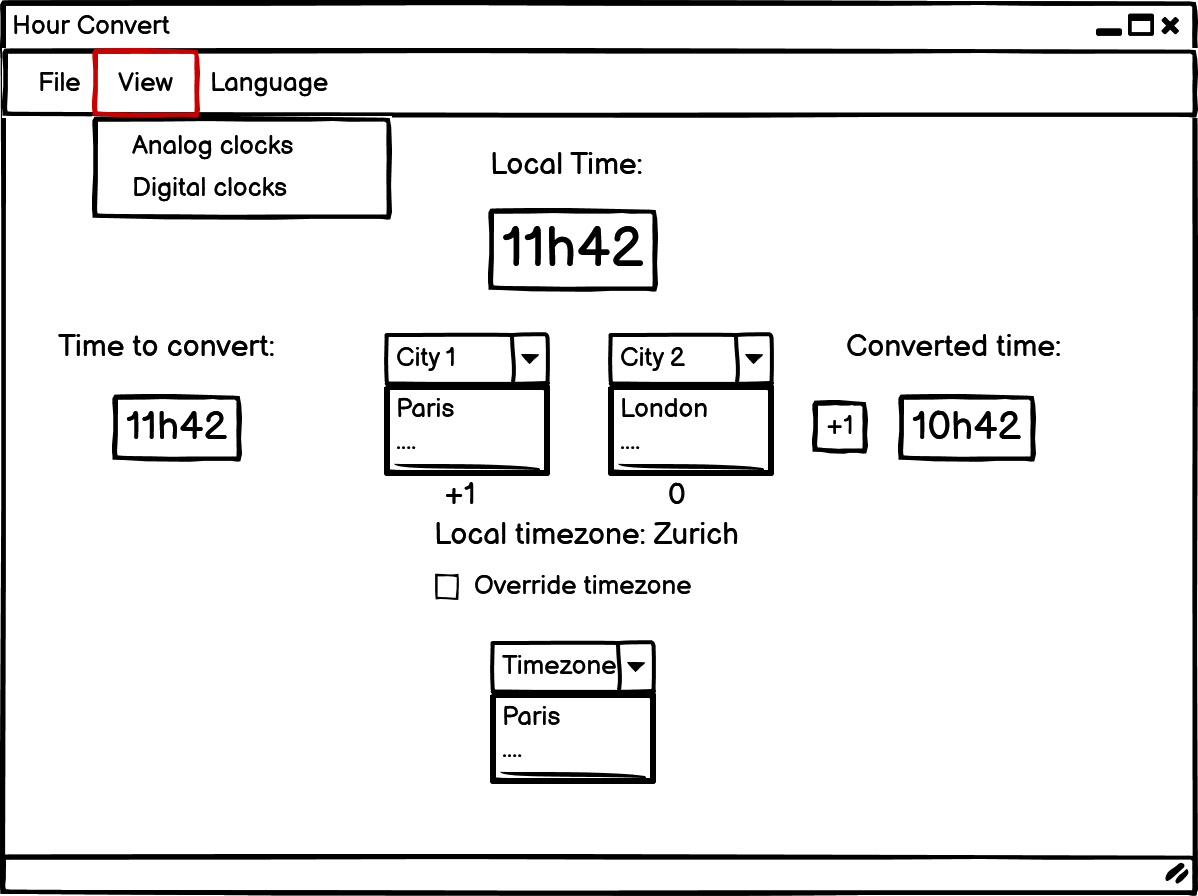 Hour Convert
File View Language
Analog clocks
Digital clocks
Local Time:
11h42
Time to convert:
11h42
City 1
Paris
....
+1
City 2
London
....
0
Converted time:
+1 10h42
Local timezone: Zurich
Override timezone
Timezone
Paris
....